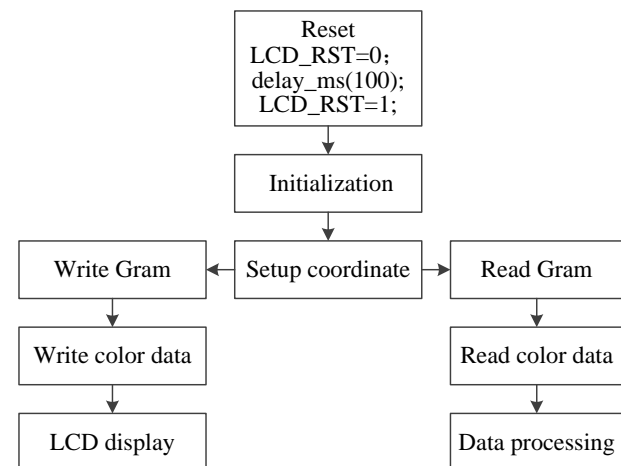 Reset
LCD_RST=0；
delay_ms(100);
LCD_RST=1;
Initialization
Write Gram
Setup coordinate
Read Gram
Write color data
Read color data
LCD display
Data processing